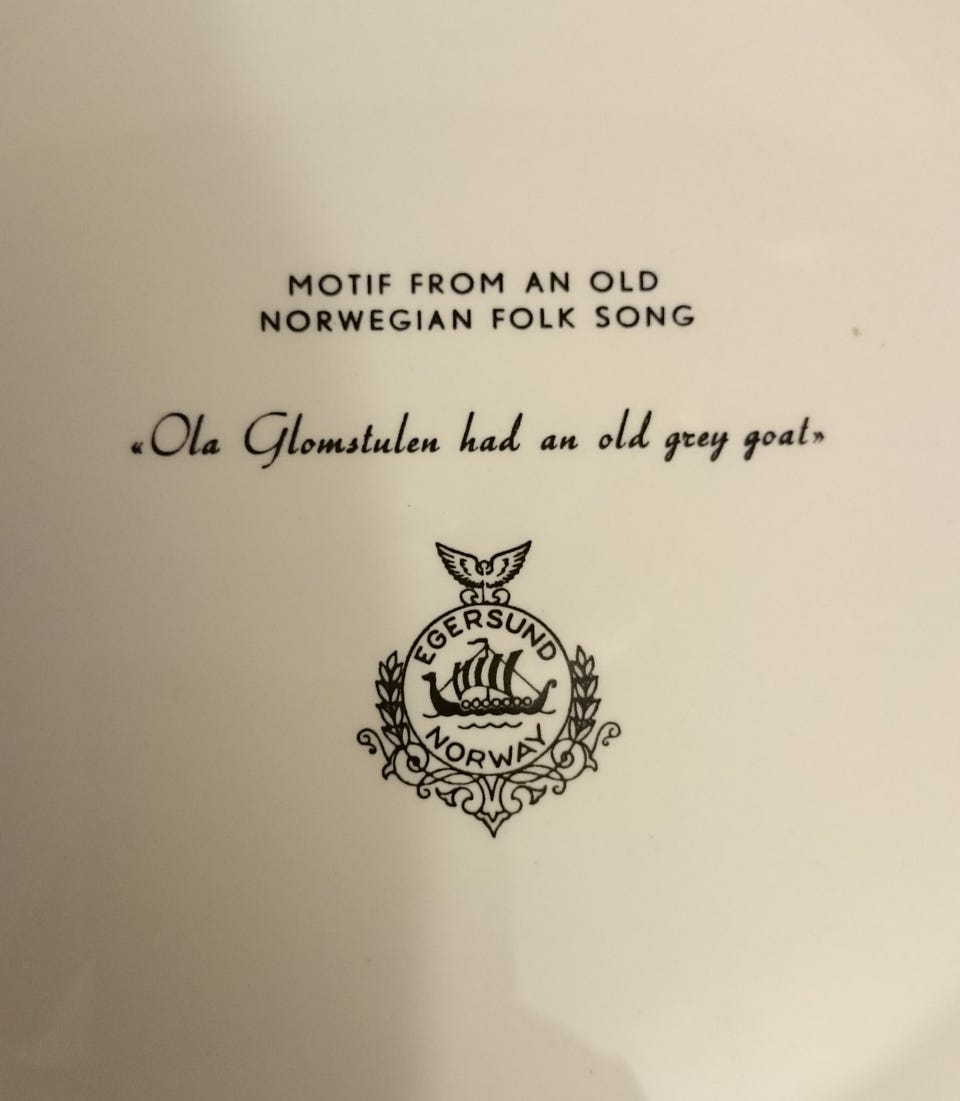 MOTIF FROM AN OLD
NORWEGIAN FOLK SONG
«Ola Glomstulen had an old grey goat»
EGERSUND
NORWAY